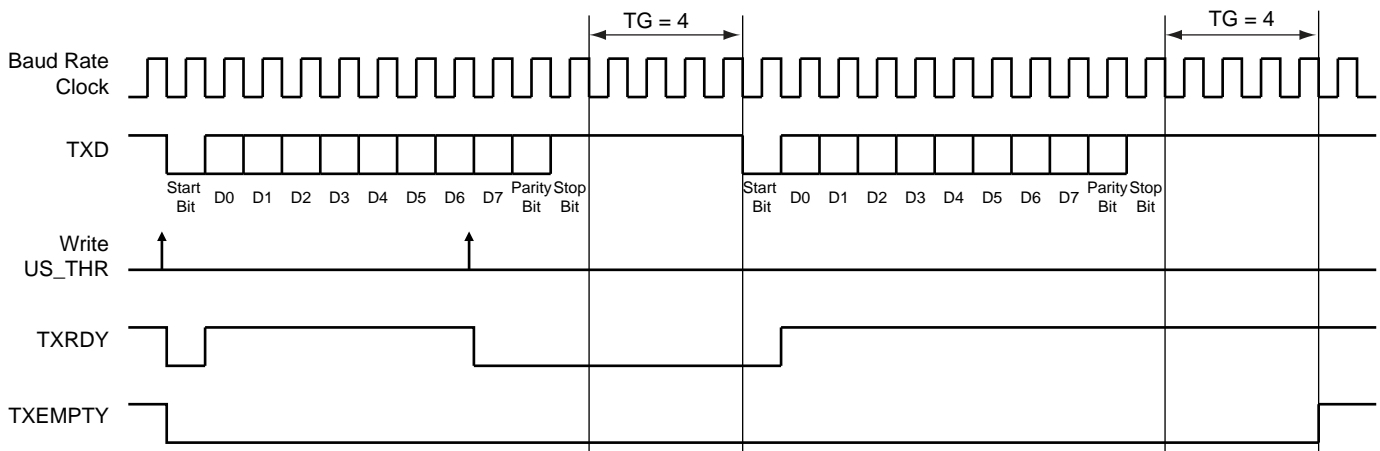 TG = 4
TG = 4
Baud Rate
Clock
TXD
Start
Bit
D0
D1
D2
D3
D4
D5
D6
D7
Parity
Bit
Stop
Bit
Start
Bit
D0
D1
D2
D3
D4
D5
D6
D7
Parity
Bit
Stop
Bit
Write
US_THR
TXRDY
TXEMPTY